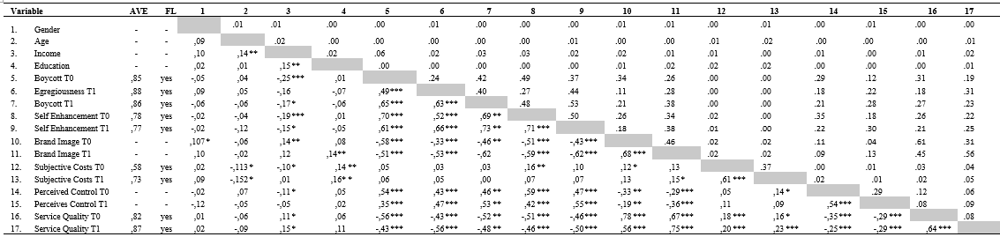 Variable AVE FL 1 2 3 4 5 6 7 8 9 10 11 12 13 14 15 16 17
1. Gender - - .01 .01 .00 .00 .01 .00 .00 .00 .01 .01 .00 .01 .00 .01 .00 .00
2. Age - - ,09 .02 .00 .00 .00 .00 .00 .01 .00 .00 .01 .02 .00 .00 .00 .01
3. Income - - ,10 ,14** .02 .06 .02 .03 .03 .02 .02 .01 .01 .00 .01 .00 .01 .02
4. Education - - ,02 ,01 ,15** .00 .00 .00 .00 .00 .01 .02 .02 .02 .00 .00 .00 .01
5. Boycott T0 ,85 yes -,05 ,04 -,25*** ,01 .24 .42 .49 .37 .34 .26 .00 .00 .29 .12 .31 .19
6. Egregiousness T1 ,88 yes ,09 ,05 -,16 -,07 ,49*** .40 .27 .44 .11 .28 .00 .00 .18 .22 .18 .31
7. Boycott T1 ,86 yes -,06 -,06 -,17* -,06 ,65*** ,63*** .48 .53 .21 .38 .00 .00 .21 .28 .27 .23
8. Self Enhancement T0 ,78 yes -,02 -,04 -,19*** ,01 ,70*** ,52*** ,69** .50 .26 .34 .02 .00 .35 .18 .26 .22
9. Self Enhancement T1 ,77 yes -,02 -,12 -,15* -,05 ,61*** ,66*** ,73** ,71*** .18 .38 .01 .00 .22 .30 .21 .25
10. Brand Image T0 - - ,107* -,06 ,14** ,08 -,58*** -,33*** -,46** -,51*** -,43*** .46 .02 .01 .11 .04 .61 .31
11. Brand Image T1 - - ,10 -,02 ,12 ,14** -,51*** -,53*** -,62 -,59*** -,62*** ,68*** .02 .02 .09 .13 .45 .56
12. Subjective Costs T0 ,58 yes ,02 -,113* -,10* ,14** ,05 ,03 ,03 ,16** ,10 ,12* ,13 .37 .00 .01 .03 .04
13. Subjective Costs T1 ,73 yes ,09 -,152* ,01 ,16** ,06 ,05 ,00 ,07 ,07 ,13 ,15* ,61*** .02 .01 .02 .05
14. Perceived Control T0 - - -,02 ,07 -,11* ,05 ,54*** ,43*** ,46** ,59*** ,47*** -,33** -,29*** ,05 ,14* .29 .12 .06
15. Perceives Control T1 - - -,12 -,05 -,05 ,02 ,35*** ,47*** ,53** ,42*** ,55*** -,19** -,36*** ,11 ,09 ,54*** .08 .09
16. Service Quality T0 ,82 yes ,01 -,06 ,11* ,06 -,56*** -,43*** -,52** -,51*** -,46*** ,78*** ,67*** ,18*** ,16* -,35*** -,29*** .08
17. Service Quality T1 ,87 yes ,02 -,09 ,15* ,11 -,43*** -,56*** -,48** -,46*** -,50*** ,56*** ,75*** ,20*** ,23*** -,25*** -,29*** ,64***